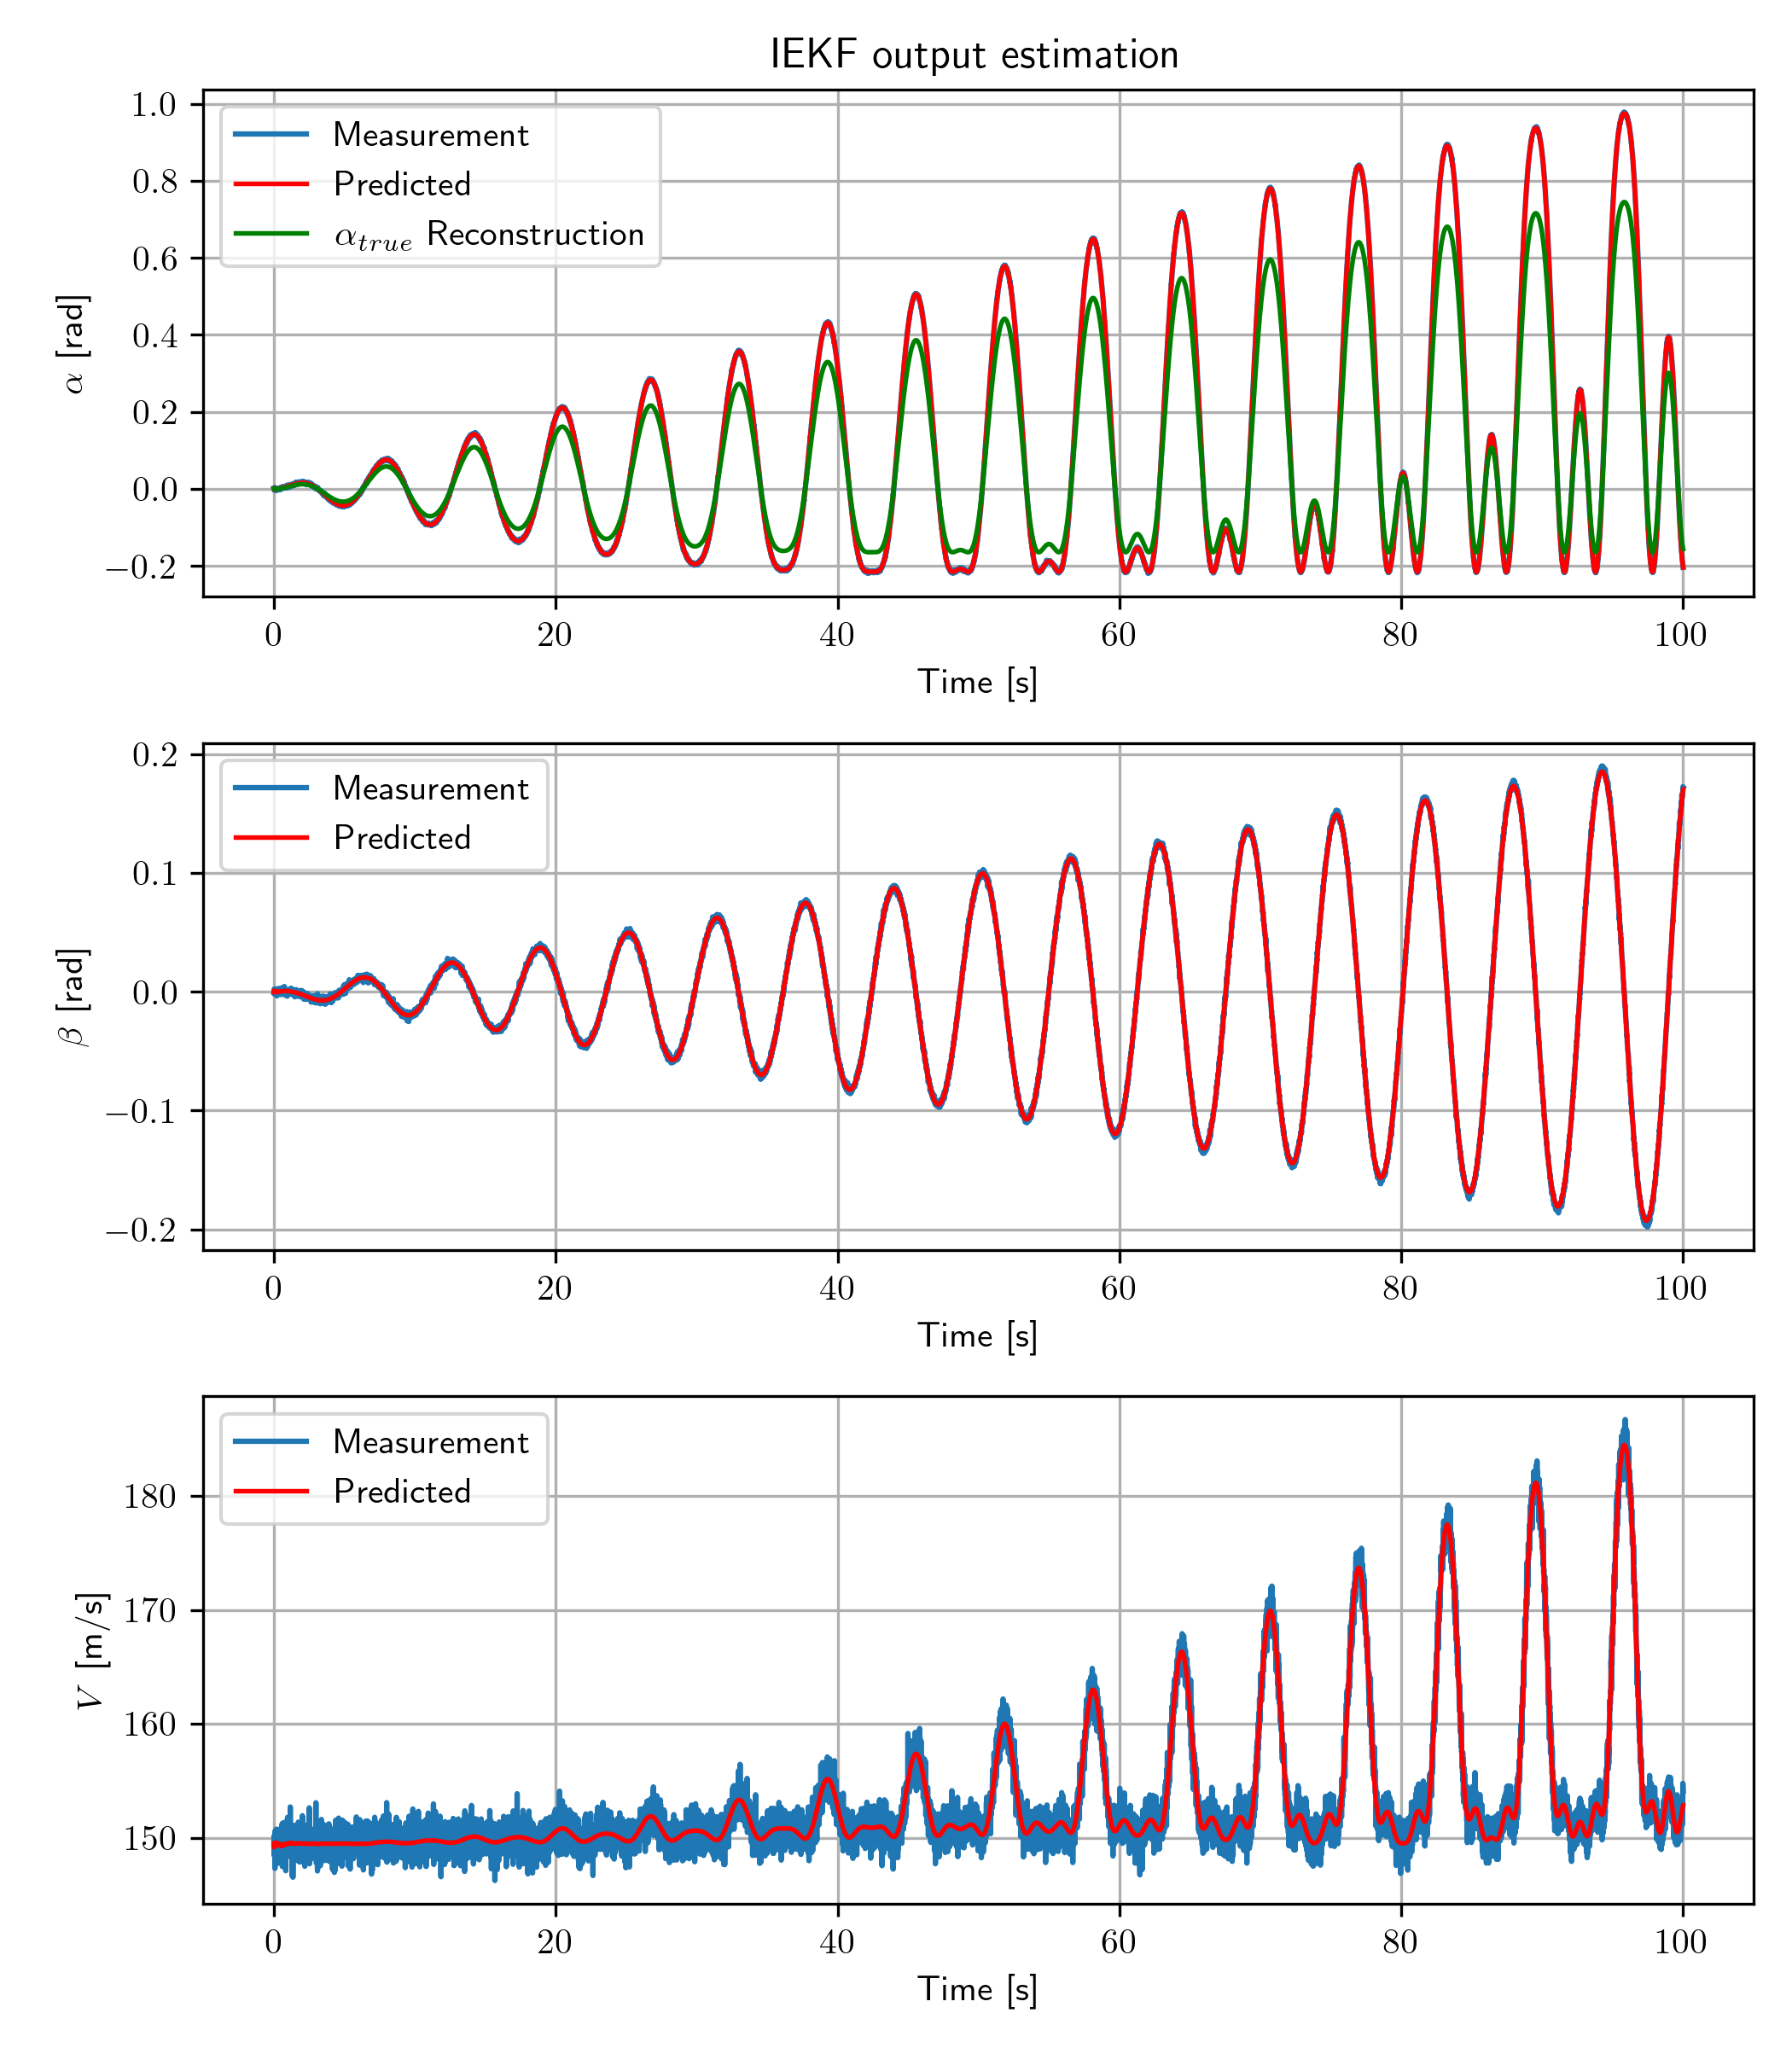 IEKF output estimation
1.0
0.8
0.6
0.4
0.2
0.0
−0.2
α [rad]
Measurement
Predicted
α_true Reconstruction
0 20 40 60 80 100
Time [s]
0.2
0.1
0.0
−0.1
−0.2
β [rad]
Measurement
Predicted
0 20 40 60 80 100
Time [s]
180
170
160
150
V [m/s]
Measurement
Predicted
0 20 40 60 80 100
Time [s]